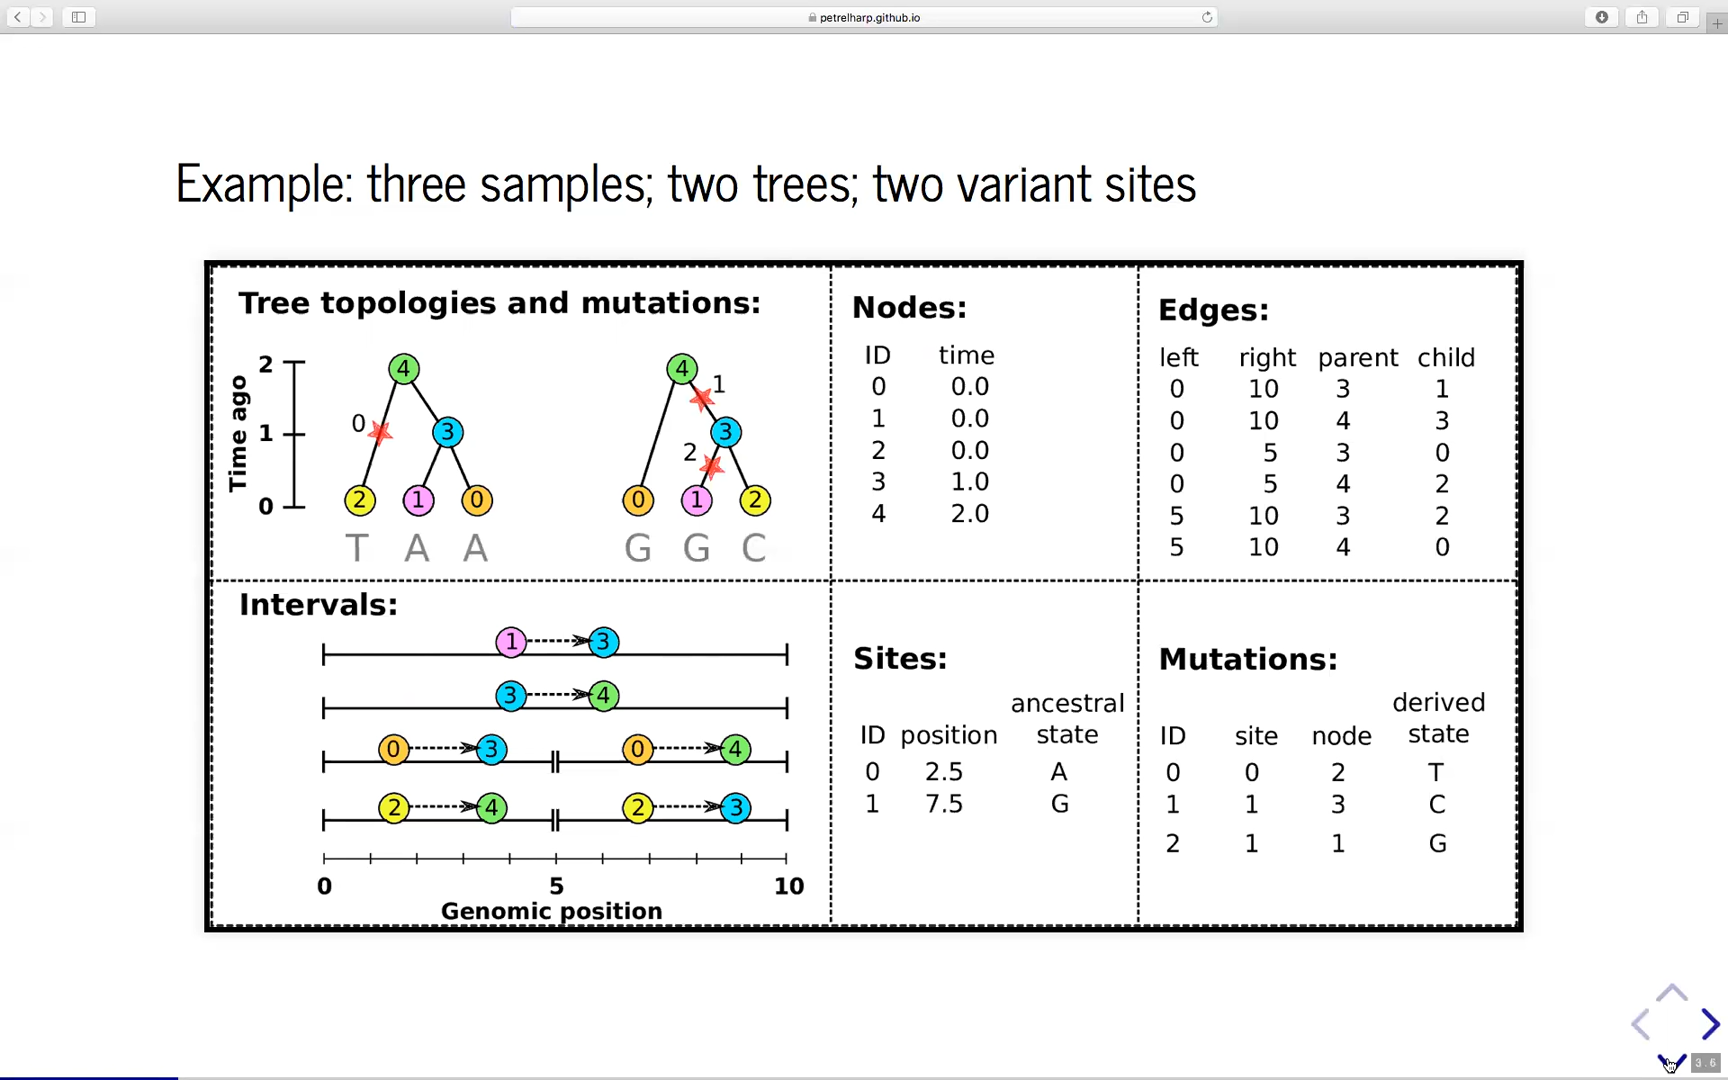 petrelharp.github.io
Example: three samples; two trees; two variant sites
Tree topologies and mutations:
Time ago
2
1
0
4
0
3
2 1 0
T A A
4
1
3
2
0 1 2
G G C
Nodes:
ID time
0 0.0
1 0.0
2 0.0
3 1.0
4 2.0
Edges:
left right parent child
0 10 3 1
0 10 4 3
0 5 3 0
0 5 4 2
5 10 3 2
5 10 4 0
Intervals:
1 3
3 4
0 3 0 4
2 4 2 3
0 5 10
Genomic position
Sites:
ancestral
ID position state
0 2.5 A
1 7.5 G
Mutations:
derived
ID site node state
0 0 2 T
1 1 3 C
2 1 1 G
3.6